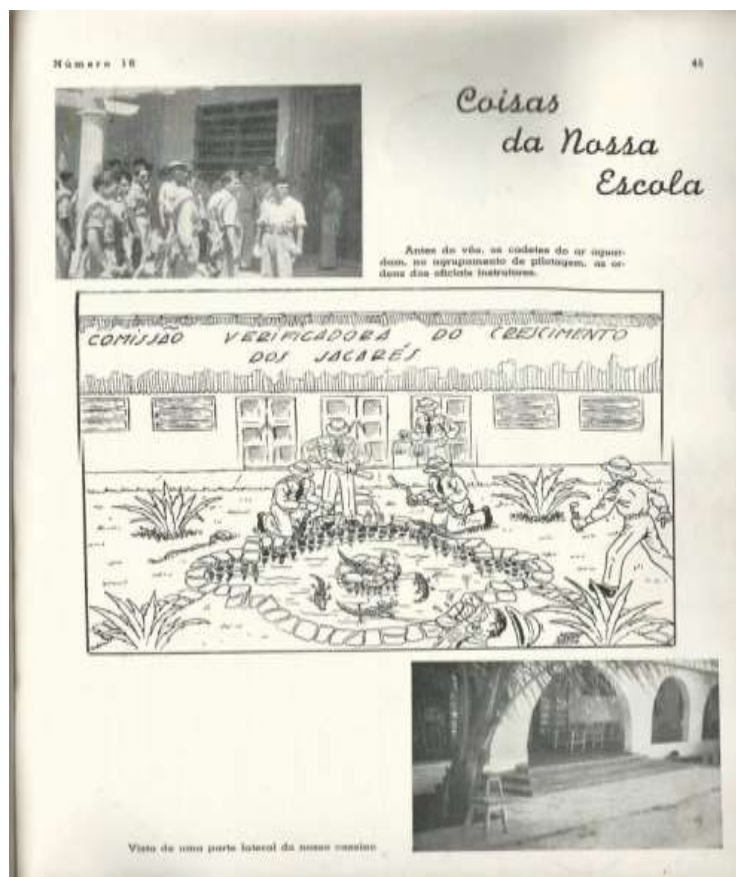 Número 16
45
Coisas
da Nossa
Escola
Antes do vôo, os cadetes do ar aguar-
dam, no agrupamento de pilotagem, as or-
dens dos oficiais instrutores.
COMISSÃO VERIFICADORA DO CRESCIMENTO
DOS JACARÉS
Vista de uma parte lateral do nosso cassino